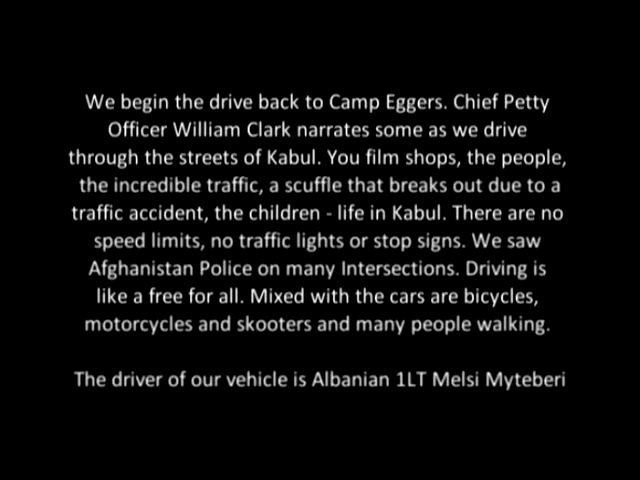 We begin the drive back to Camp Eggers. Chief Petty
Officer William Clark narrates some as we drive
through the streets of Kabul. You film shops, the people,
the incredible traffic, a scuffle that breaks out due to a
traffic accident, the children - life in Kabul. There are no
speed limits, no traffic lights or stop signs. We saw
Afghanistan Police on many Intersections. Driving is
like a free for all. Mixed with the cars are bicycles,
motorcycles and skooters and many people walking.
The driver of our vehicle is Albanian 1LT Melsi Myteberi